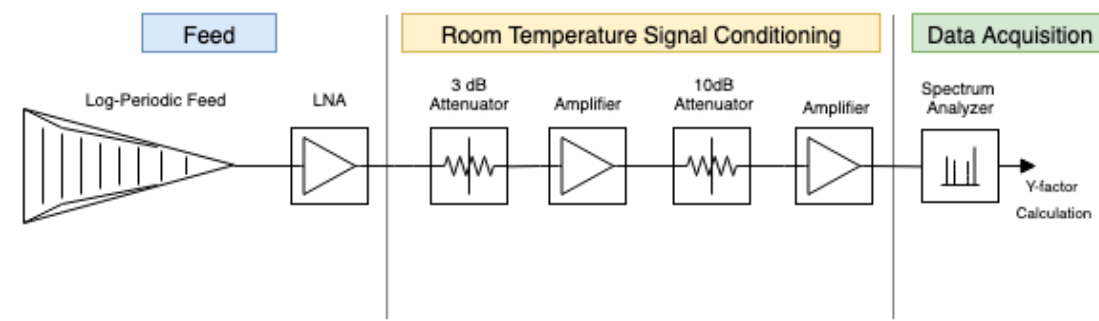 Feed
Room Temperature Signal Conditioning
Data Acquisition
Log-Periodic Feed
LNA
3 dB
Attenuator
Amplifier
10dB
Attenuator
Amplifier
Spectrum
Analyzer
Y-factor
Calculation